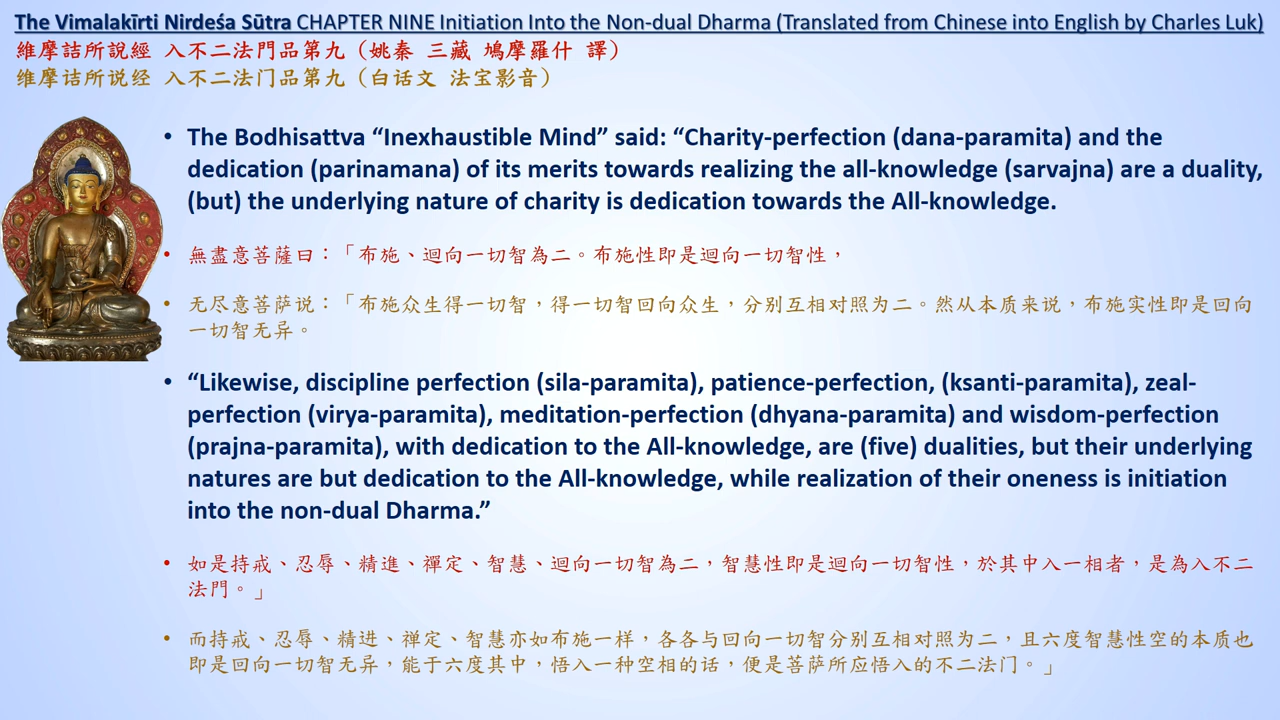 The Vimalakīrti Nirdeśa Sūtra CHAPTER NINE Initiation Into the Non-dual Dharma (Translated from Chinese into English by Charles Luk)
維摩詰所說經 入不二法門品第九（姚秦 三藏 鳩摩羅什 譯）
维摩诘所说经 入不二法门品第九（白话文 法宝影音）
• The Bodhisattva “Inexhaustible Mind” said: “Charity-perfection (dana-paramita) and the
dedication (parinamana) of its merits towards realizing the all-knowledge (sarvajna) are a duality,
(but) the underlying nature of charity is dedication towards the All-knowledge.
• 無盡意菩薩曰：「布施、迴向一切智為二。布施性即是迴向一切智性，
• 无尽意菩萨说：「布施众生得一切智，得一切智回向众生，分别互相对照为二。然从本质来说，布施实性即是回向
一切智无异。
• “Likewise, discipline perfection (sila-paramita), patience-perfection, (ksanti-paramita), zeal-
perfection (virya-paramita), meditation-perfection (dhyana-paramita) and wisdom-perfection
(prajna-paramita), with dedication to the All-knowledge, are (five) dualities, but their underlying
natures are but dedication to the All-knowledge, while realization of their oneness is initiation
into the non-dual Dharma.”
• 如是持戒、忍辱、精進、禪定、智慧、迴向一切智為二，智慧性即是迴向一切智性，於其中入一相者，是為入不二
法門。」
• 而持戒、忍辱、精进、禅定、智慧亦如布施一样，各各与回向一切智分别互相对照为二，且六度智慧性空的本质也
即是回向一切智无异，能于六度其中，悟入一种空相的话，便是菩萨所应悟入的不二法门。」